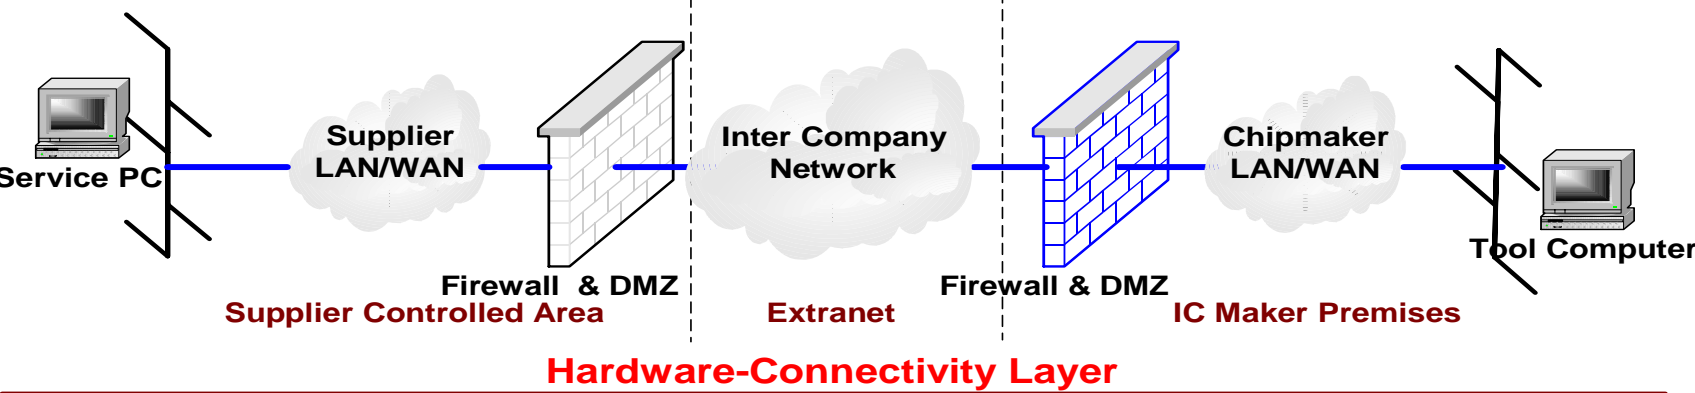 Service PC
Supplier
LAN/WAN
Firewall & DMZ
Supplier Controlled Area
Inter Company
Network
Extranet
Firewall & DMZ
Chipmaker
LAN/WAN
IC Maker Premises
Tool Computer
Hardware-Connectivity Layer